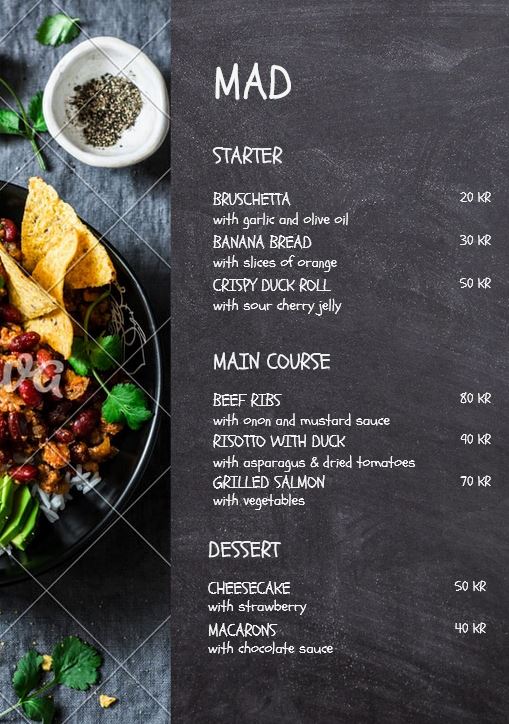 MAD
STARTER
BRUSCHETTA 20 KR
with garlic and olive oil
BANANA BREAD 30 KR
with slices of orange
CRISPY DUCK ROLL 50 KR
with sour cherry jelly
MAIN COURSE
BEEF RIBS 80 KR
with onon and mustard sauce
RISOTTO WITH DUCK 90 KR
with asparagus & dried tomatoes
GRILLED SALMON 70 KR
with vegetables
DESSERT
CHEESECAKE 50 KR
with strawberry
MACARONS 40 KR
with chocolate sauce